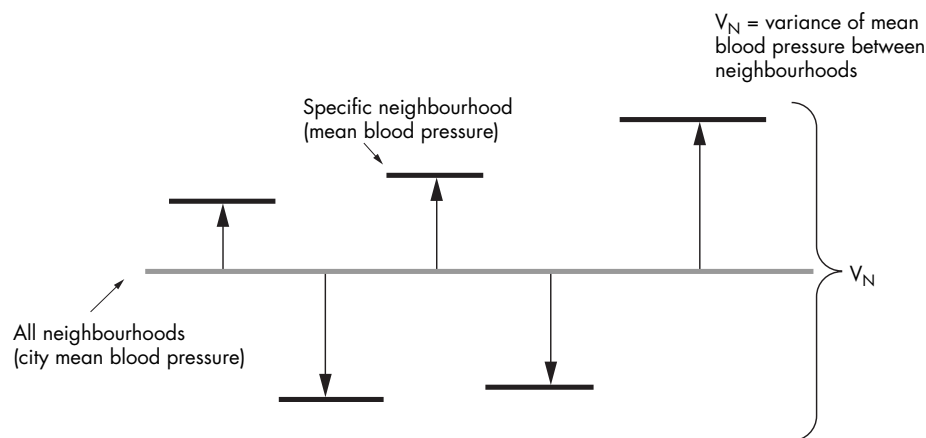 V_N = variance of mean
blood pressure between
neighbourhoods
Specific neighbourhood
(mean blood pressure)
V_N
All neighbourhoods
(city mean blood pressure)